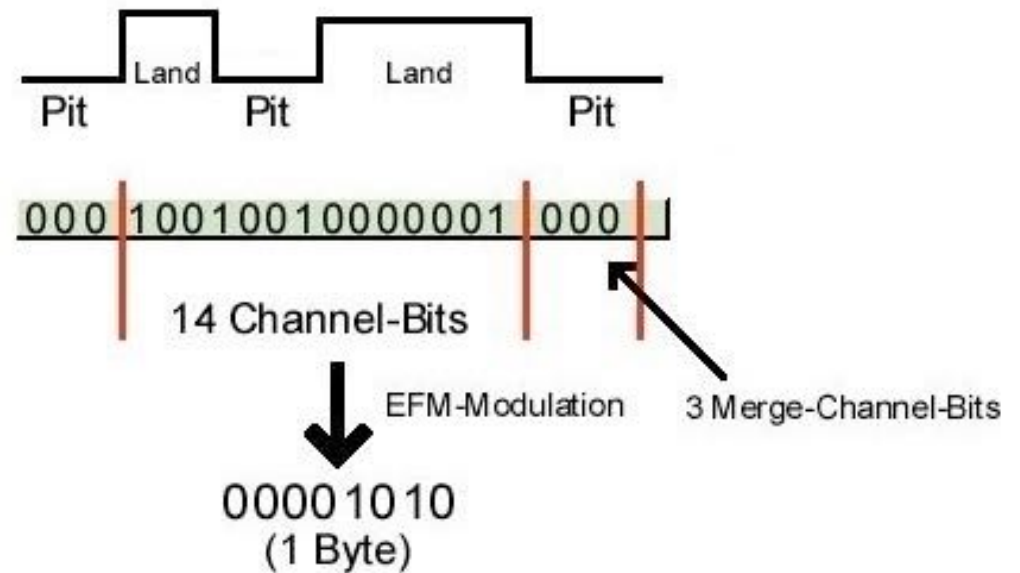 Land Land
Pit Pit Pit
000 10010010000001 000
14 Channel-Bits
EFM-Modulation
3 Merge-Channel-Bits
00001010
(1 Byte)